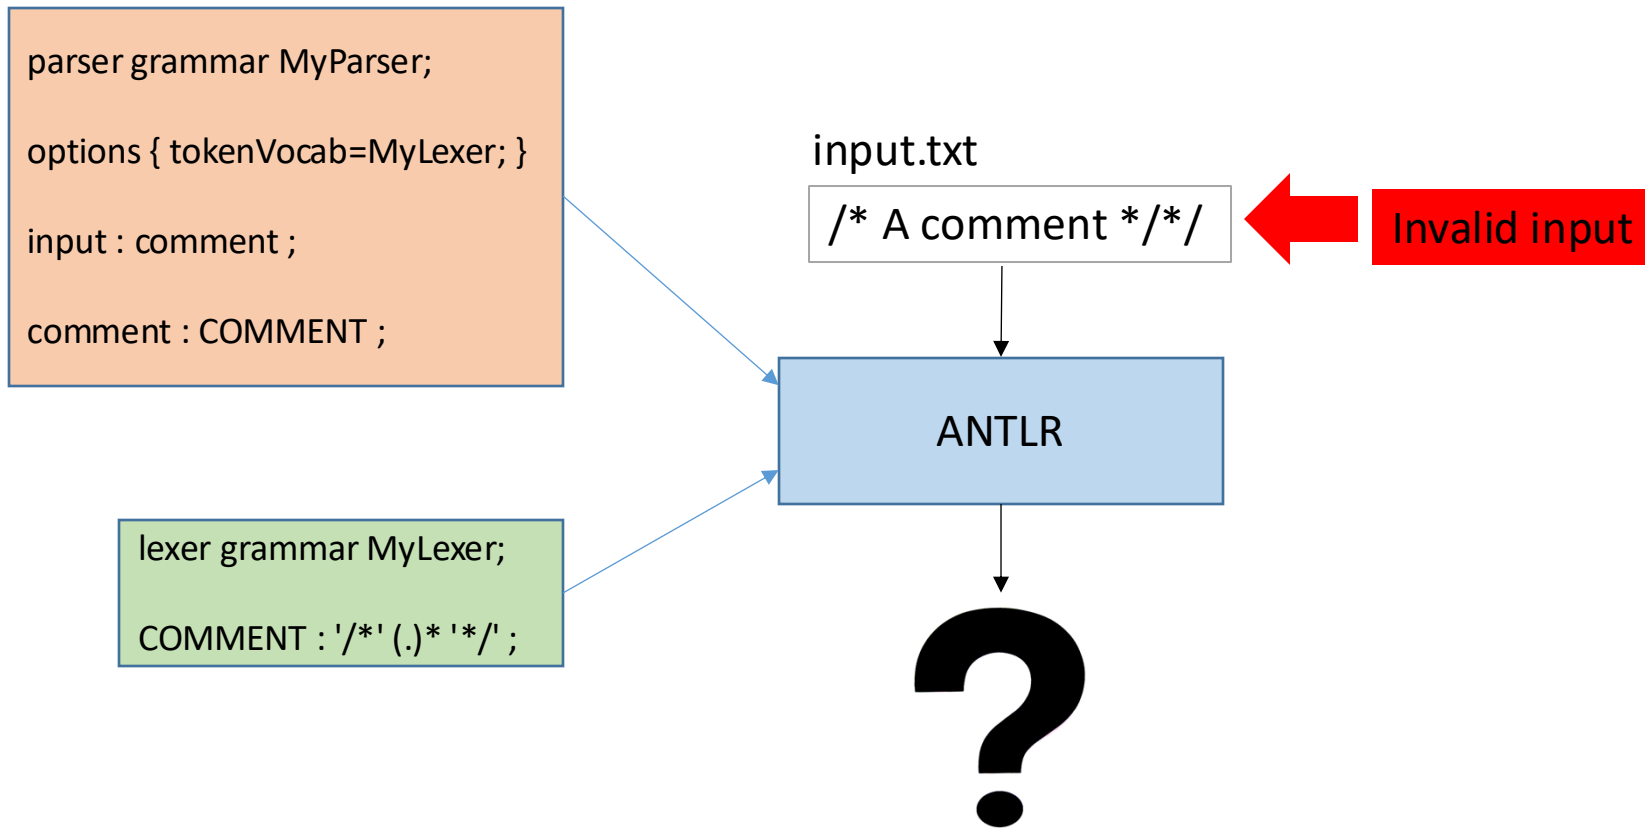 parser grammar MyParser;
options { tokenVocab=MyLexer; }
input : comment ;
comment : COMMENT ;
input.txt
/* A comment */*/
Invalid input
ANTLR
lexer grammar MyLexer;
COMMENT : '/*' (.)* '*/' ;
?